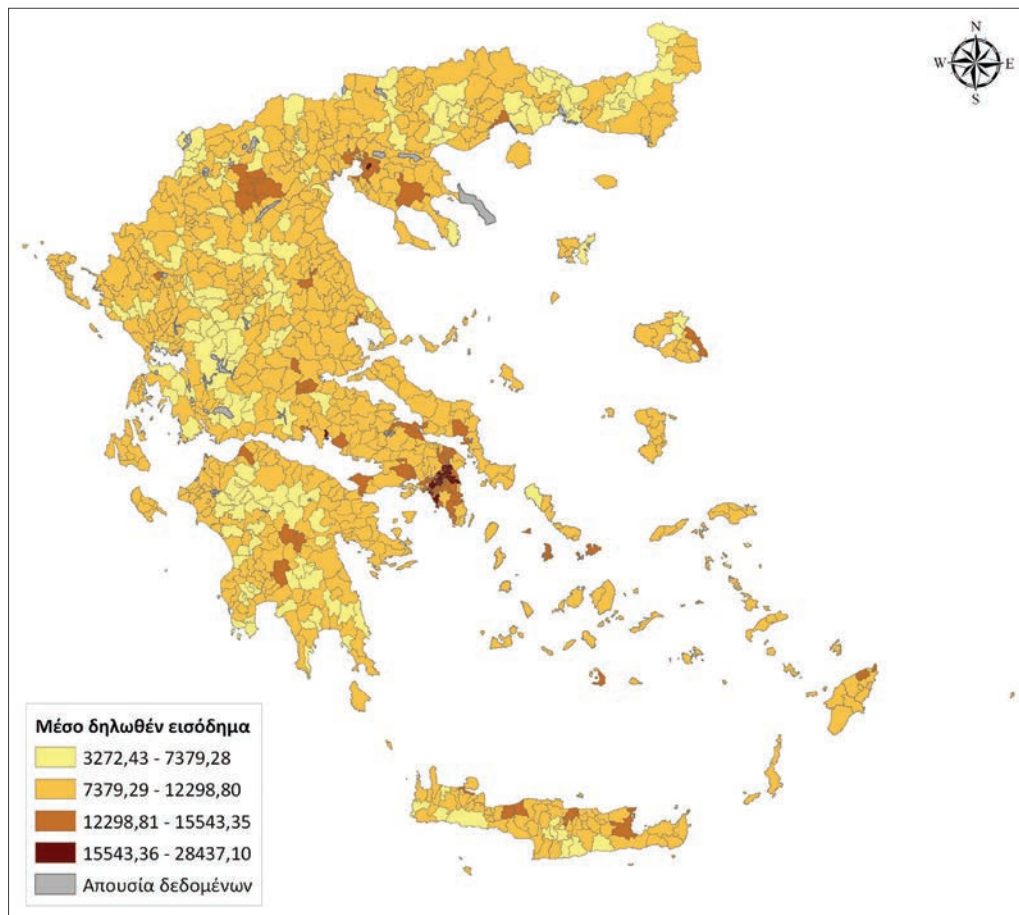 N
W E
S
Μέσο δηλωθέν εισόδημα
3272,43 - 7379,28
7379,29 - 12298,80
12298,81 - 15543,35
15543,36 - 28437,10
Απουσία δεδομένων